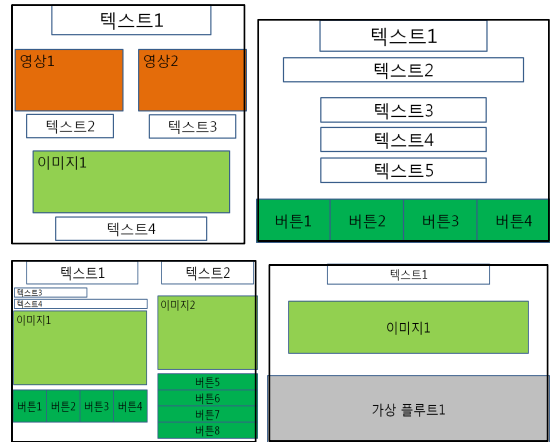 텍스트1
영상1 영상2
텍스트2 텍스트3
이미지1
텍스트4
텍스트1
텍스트2
텍스트3
텍스트4
텍스트5
버튼1 버튼2 버튼3 버튼4
텍스트1 텍스트2
텍스트3
텍스트4
이미지1 이미지2
버튼1 버튼2 버튼3 버튼4
버튼5
버튼6
버튼7
버튼8
텍스트1
이미지1
가상 플루트1